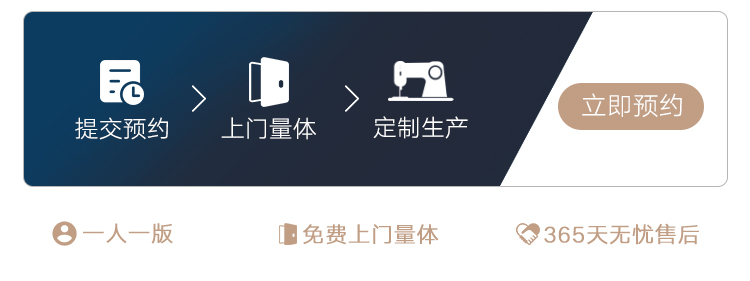 提交预约
上门量体
定制生产
立即预约
一人一版
免费上门量体
365天无忧售后